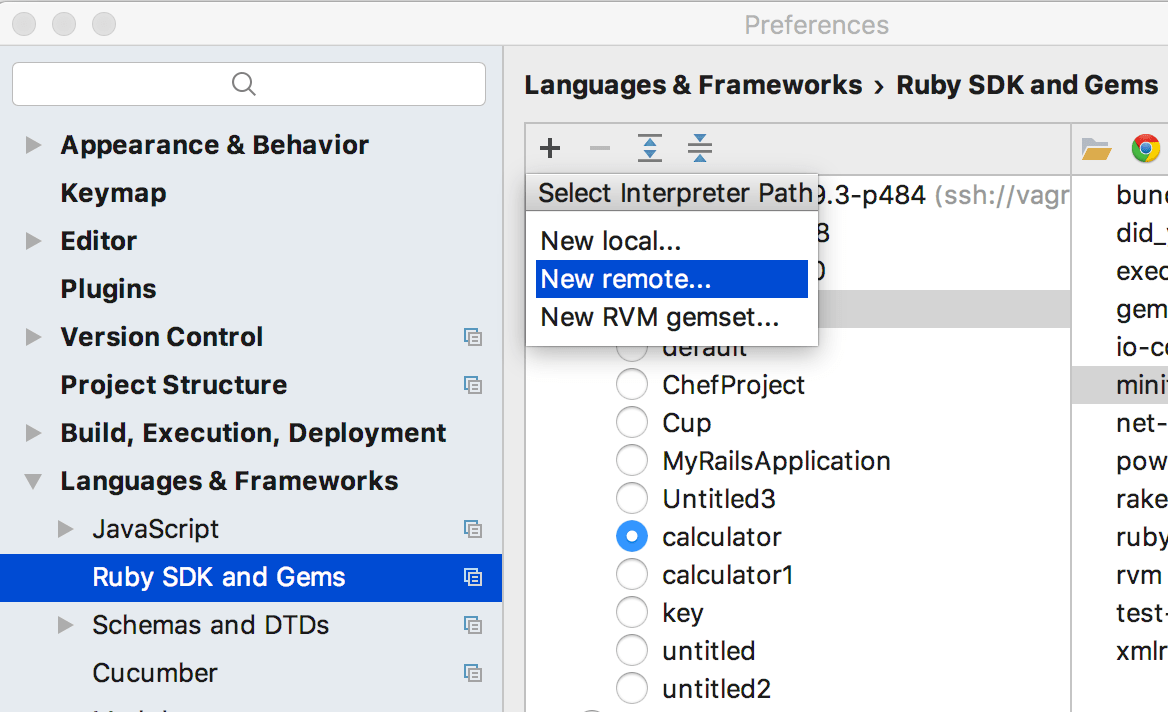 Preferences
Appearance & Behavior
Keymap
Editor
Plugins
Version Control
Project Structure
Build, Execution, Deployment
Languages & Frameworks
JavaScript
Ruby SDK and Gems
Schemas and DTDs
Cucumber
Languages & Frameworks › Ruby SDK and Gems
Select Interpreter Path
New local...
New remote...
New RVM gemset...
9.3-p484 (ssh://vagr
8
0
default
ChefProject
Cup
MyRailsApplication
Untitled3
calculator
calculator1
key
untitled
untitled2
bund
did_
exec
gem
io-co
mini
net-
pow
rake
ruby
rvm
test-
xmlr